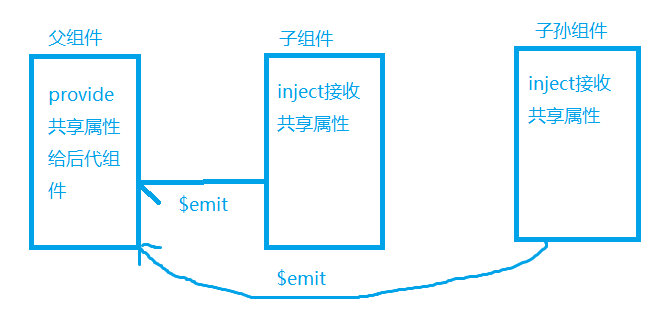 父组件
provide
共享属性
给后代组
件
子组件
inject接收
共享属性
子孙组件
inject接收
共享属性
$emit
$emit